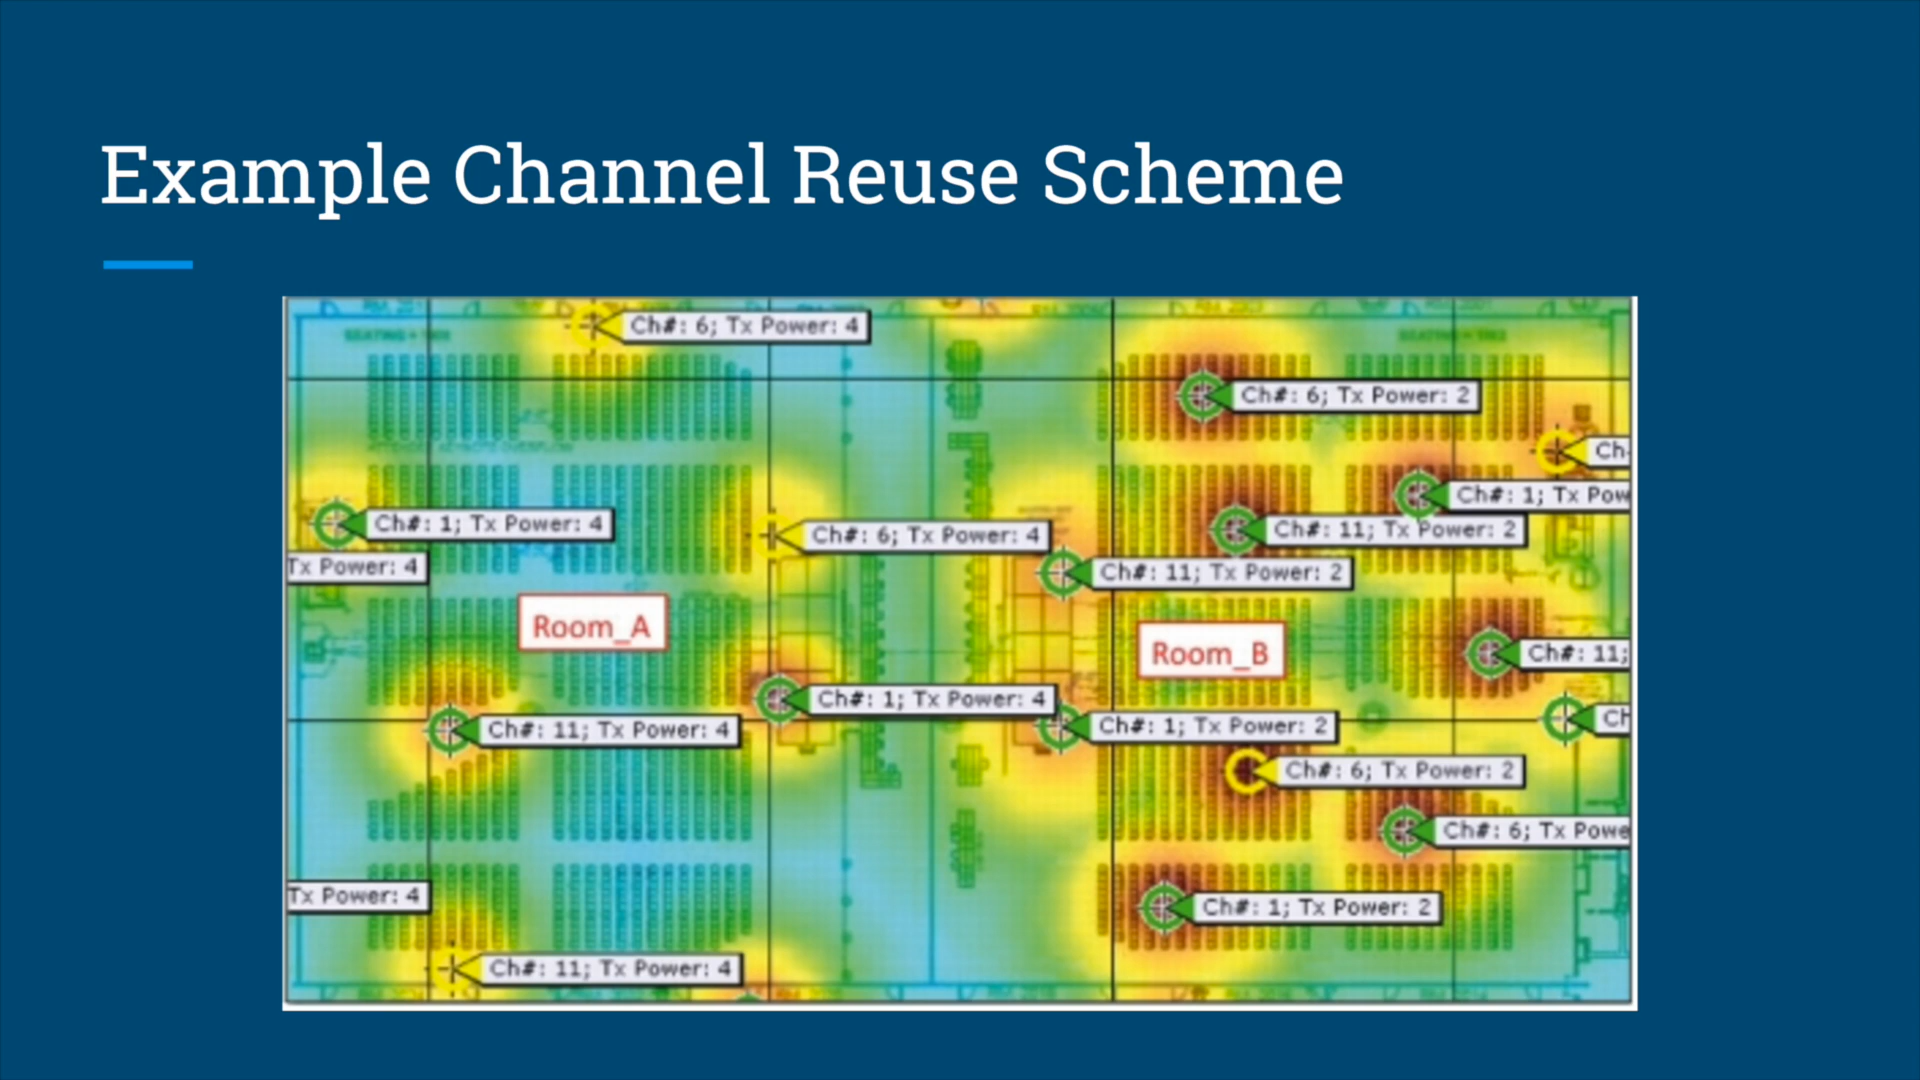 Example Channel Reuse Scheme
Ch#: 6; Tx Power: 4
Ch#: 6; Tx Power: 2
Ch
Ch#: 1; Tx Pow
Ch#: 1; Tx Power: 4
Ch#: 11; Tx Power: 2
Ch#: 6; Tx Power: 4
Tx Power: 4
Ch#: 11; Tx Power: 2
Room_A
Room_B
Ch#: 11;
Ch#: 1; Tx Power: 4
Ch
Ch#: 11; Tx Power: 4
Ch#: 1; Tx Power: 2
Ch#: 6; Tx Power: 2
Ch#: 6; Tx Powe
Tx Power: 4
Ch#: 1; Tx Power: 2
Ch#: 11; Tx Power: 4